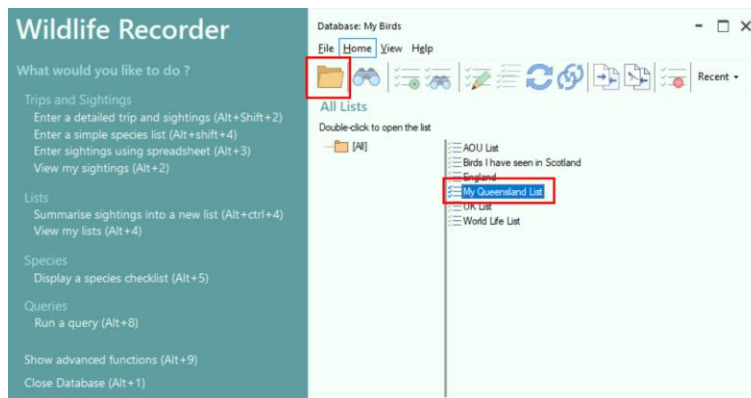 Wildlife Recorder
What would you like to do ?
Trips and Sightings
Enter a detailed trip and sightings (Alt+Shift+2)
Enter a simple species list (Alt+shift+4)
Enter sightings using spreadsheet (Alt+3)
View my sightings (Alt+2)
Lists
Summarise sightings into a new list (Alt+ctrl+4)
View my lists (Alt+4)
Species
Display a species checklist (Alt+5)
Queries
Run a query (Alt+8)
Show advanced functions (Alt+9)
Close Database (Alt+1)
Database: My Birds
File Home View Help
Recent
All Lists
Double-click to open the list
[All]
AOU List
Birds I have seen in Scotland
England
My Queensland List
UK List
World Life List